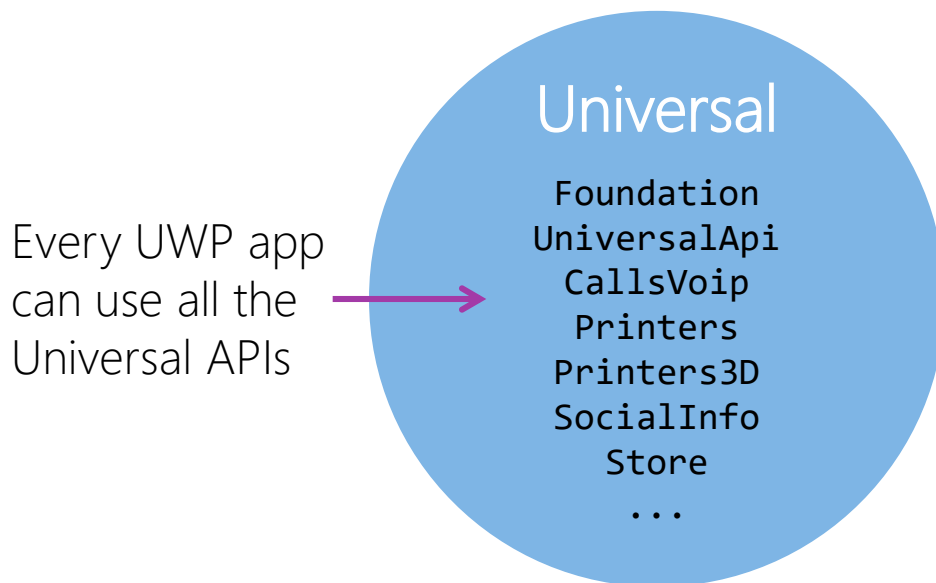 Every UWP app
can use all the
Universal APIs
Universal
Foundation
UniversalApi
CallsVoip
Printers
Printers3D
SocialInfo
Store
...